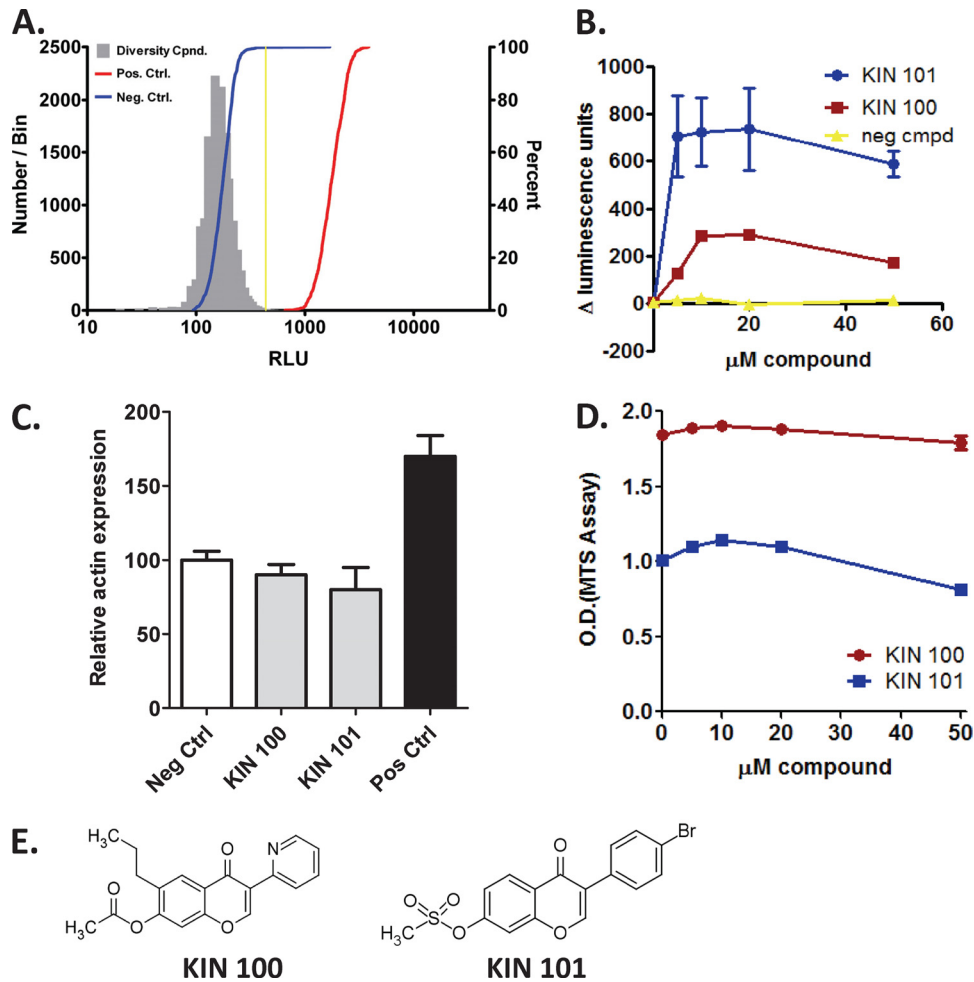 A.
Number / Bin
2500
2000
1500
1000
500
0
Diversity Cpnd.
Pos. Ctrl.
Neg. Ctrl.
100
80
60
40
20
0
Percent
10
100
1000
10000
RLU
B.
Δ luminescence units
1000
800
600
400
200
0
-200
KIN 101
KIN 100
neg cmpd
20
40
60
μM compound
C.
Relative actin expression
200
150
100
50
0
Neg Ctrl
KIN 100
KIN 101
Pos Ctrl
D.
O.D.(MTS Assay)
2.0
1.5
1.0
0.5
0.0
KIN 100
KIN 101
0
10
20
30
40
50
μM compound
E.
H₃C
O
N
O
H₃C
O
O
KIN 100
Br
O
O
O
S
H₃C
O
O
KIN 101